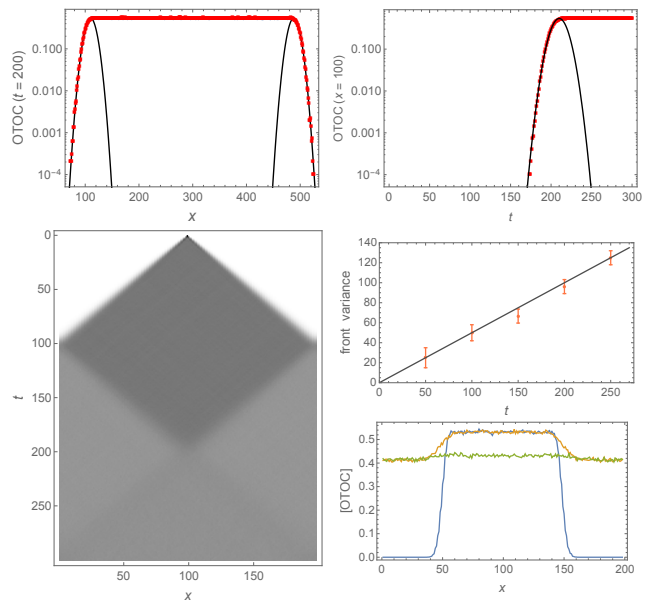 OTOC (t = 200)
0.100
0.010
0.001
10⁻⁴
100 200 300 400 500
x
OTOC (x = 100)
0.100
0.010
0.001
10⁻⁴
0 50 100 150 200 250 300
t
t
0
50
100
150
200
250
50 100 150
x
front variance
140
120
100
80
60
40
20
0
0 50 100 150 200 250
t
[OTOC]
0.5
0.4
0.3
0.2
0.1
0.0
0 50 100 150 200
x